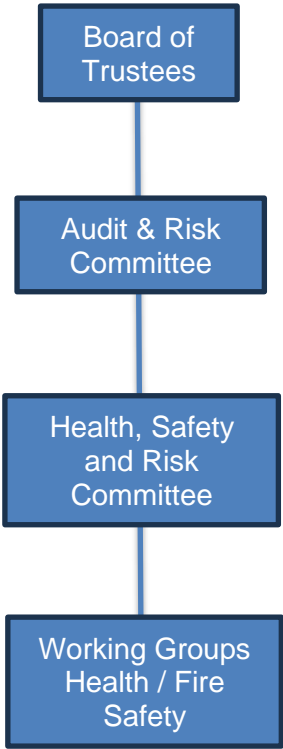 Board of
Trustees
Audit & Risk
Committee
Health, Safety
and Risk
Committee
Working Groups
Health / Fire
Safety